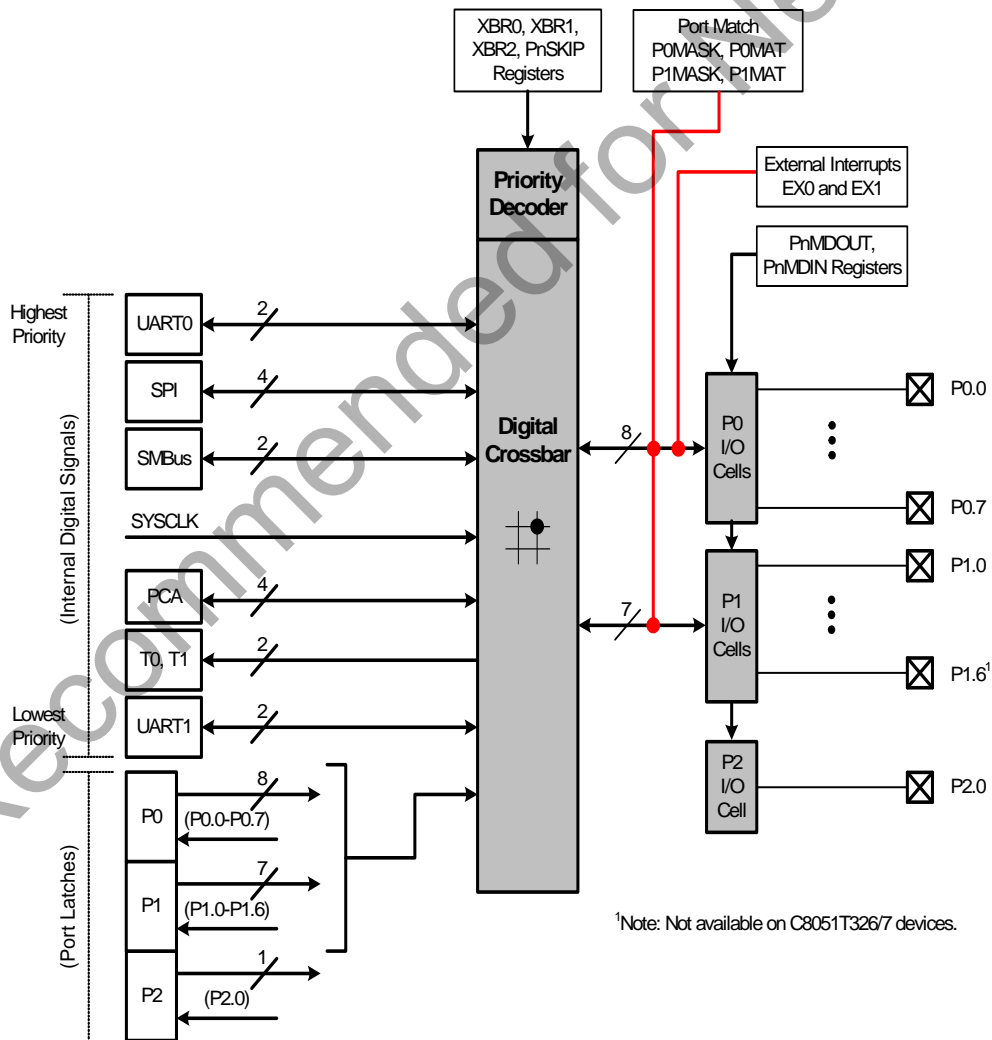 XBR0, XBR1,
XBR2, PnSKIP
Registers
Port Match
P0MASK, P0MAT
P1MASK, P1MAT
Priority
Decoder
External Interrupts
EX0 and EX1
PnMDOUT,
PnMDIN Registers
Highest
Priority
(Internal Digital Signals)
UART0
2
SPI
4
SMBus
2
SYSCLK
PCA
4
T0, T1
2
Lowest
Priority
UART1
2
Digital
Crossbar
8
P0
I/O
Cells
P0.0
P0.7
7
P1
I/O
Cells
P1.0
P1.6¹
P2
I/O
Cell
P2.0
(Port Latches)
P0
8
(P0.0-P0.7)
P1
7
(P1.0-P1.6)
P2
1
(P2.0)
¹Note: Not available on C8051T326/7 devices.
Recommended for Ne